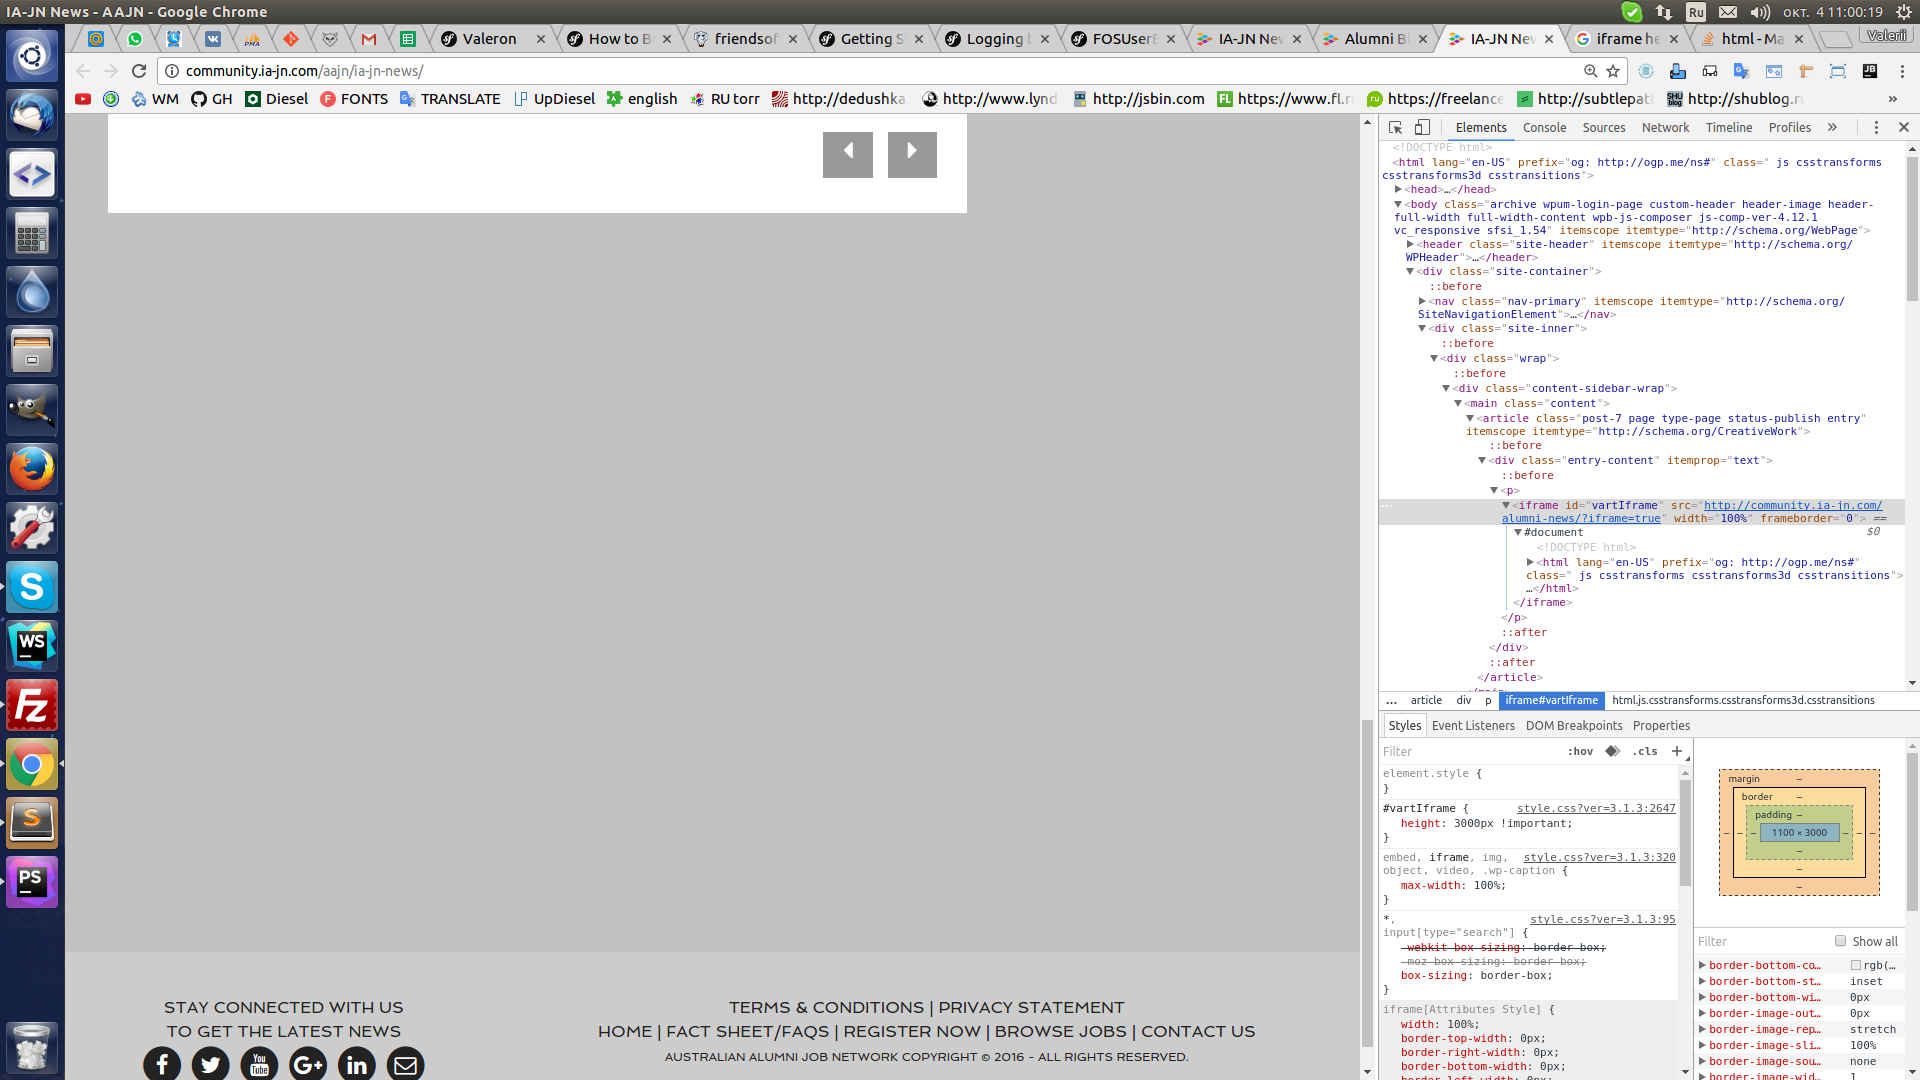 IA-JN News - AAJN - Google Chrome
Ru
окт. 4 11:00:19
Valeron
How to B
friendsof
Getting S
Logging
FOSUserB
IA-JN Nev
Alumni Bl
IA-JN Nev
iframe he
html - Ma
Valerii
community.ia-jn.com/aajn/ia-jn-news/
WM
GH
Diesel
FONTS
TRANSLATE
UpDiesel
english
RU torr
http://dedushka
http://www.lynd
http://jsbin.com
https://www.fl.r
https://freelance
http://subtlepat
http://shublog.r
»
Elements Console Sources Network Timeline Profiles »
<!DOCTYPE html>
<html lang="en-US" prefix="og: http://ogp.me/ns#" class=" js csstransforms
csstransforms3d csstransitions">
<head>…</head>
<body class="archive wpum-login-page custom-header header-image header-
full-width full-width-content wpb-js-composer js-comp-ver-4.12.1
vc_responsive sfsi_1.54" itemscope itemtype="http://schema.org/WebPage">
<header class="site-header" itemscope itemtype="http://schema.org/
WPHeader">…</header>
<div class="site-container">
::before
<nav class="nav-primary" itemscope itemtype="http://schema.org/
SiteNavigationElement">…</nav>
<div class="site-inner">
::before
<div class="wrap">
::before
<div class="content-sidebar-wrap">
<main class="content">
<article class="post-7 page type-page status-publish entry"
itemscope itemtype="http://schema.org/CreativeWork">
::before
<div class="entry-content" itemprop="text">
::before
<p>
<iframe id="vartIframe" src="http://community.ia-jn.com/
alumni-news/?iframe=true" width="100%" frameborder="0"> ==
$0
#document
<!DOCTYPE html>
<html lang="en-US" prefix="og: http://ogp.me/ns#"
class=" js csstransforms csstransforms3d csstransitions">
…</html>
</iframe>
</p>
::after
</div>
::after
</article>
... article div p iframe#vartIframe html.js.csstransforms.csstransforms3d.csstransitions
Styles Event Listeners DOM Breakpoints Properties
Filter :hov .cls +
element.style {
}
#vartIframe { style.css?ver=3.1.3:2647
height: 3000px !important;
}
embed, iframe, img, style.css?ver=3.1.3:320
object, video, .wp-caption {
max-width: 100%;
}
*, style.css?ver=3.1.3:95
input[type="search"] {
-webkit-box-sizing: border-box;
-moz-box-sizing: border-box;
box-sizing: border-box;
}
iframe[Attributes Style] {
width: 100%;
border-top-width: 0px;
border-right-width: 0px;
border-bottom-width: 0px;
border-left-width: 0px;
margin –
border –
padding –
1100 × 3000
Filter Show all
border-bottom-co… rgb(…
border-bottom-st… inset
border-bottom-wi… 0px
border-image-out… 0px
border-image-rep… stretch
border-image-sli… 100%
border-image-sou… none
border-image-wid… 1
STAY CONNECTED WITH US
TO GET THE LATEST NEWS
TERMS & CONDITIONS | PRIVACY STATEMENT
HOME | FACT SHEET/FAQS | REGISTER NOW | BROWSE JOBS | CONTACT US
AUSTRALIAN ALUMNI JOB NETWORK COPYRIGHT © 2016 - ALL RIGHTS RESERVED.